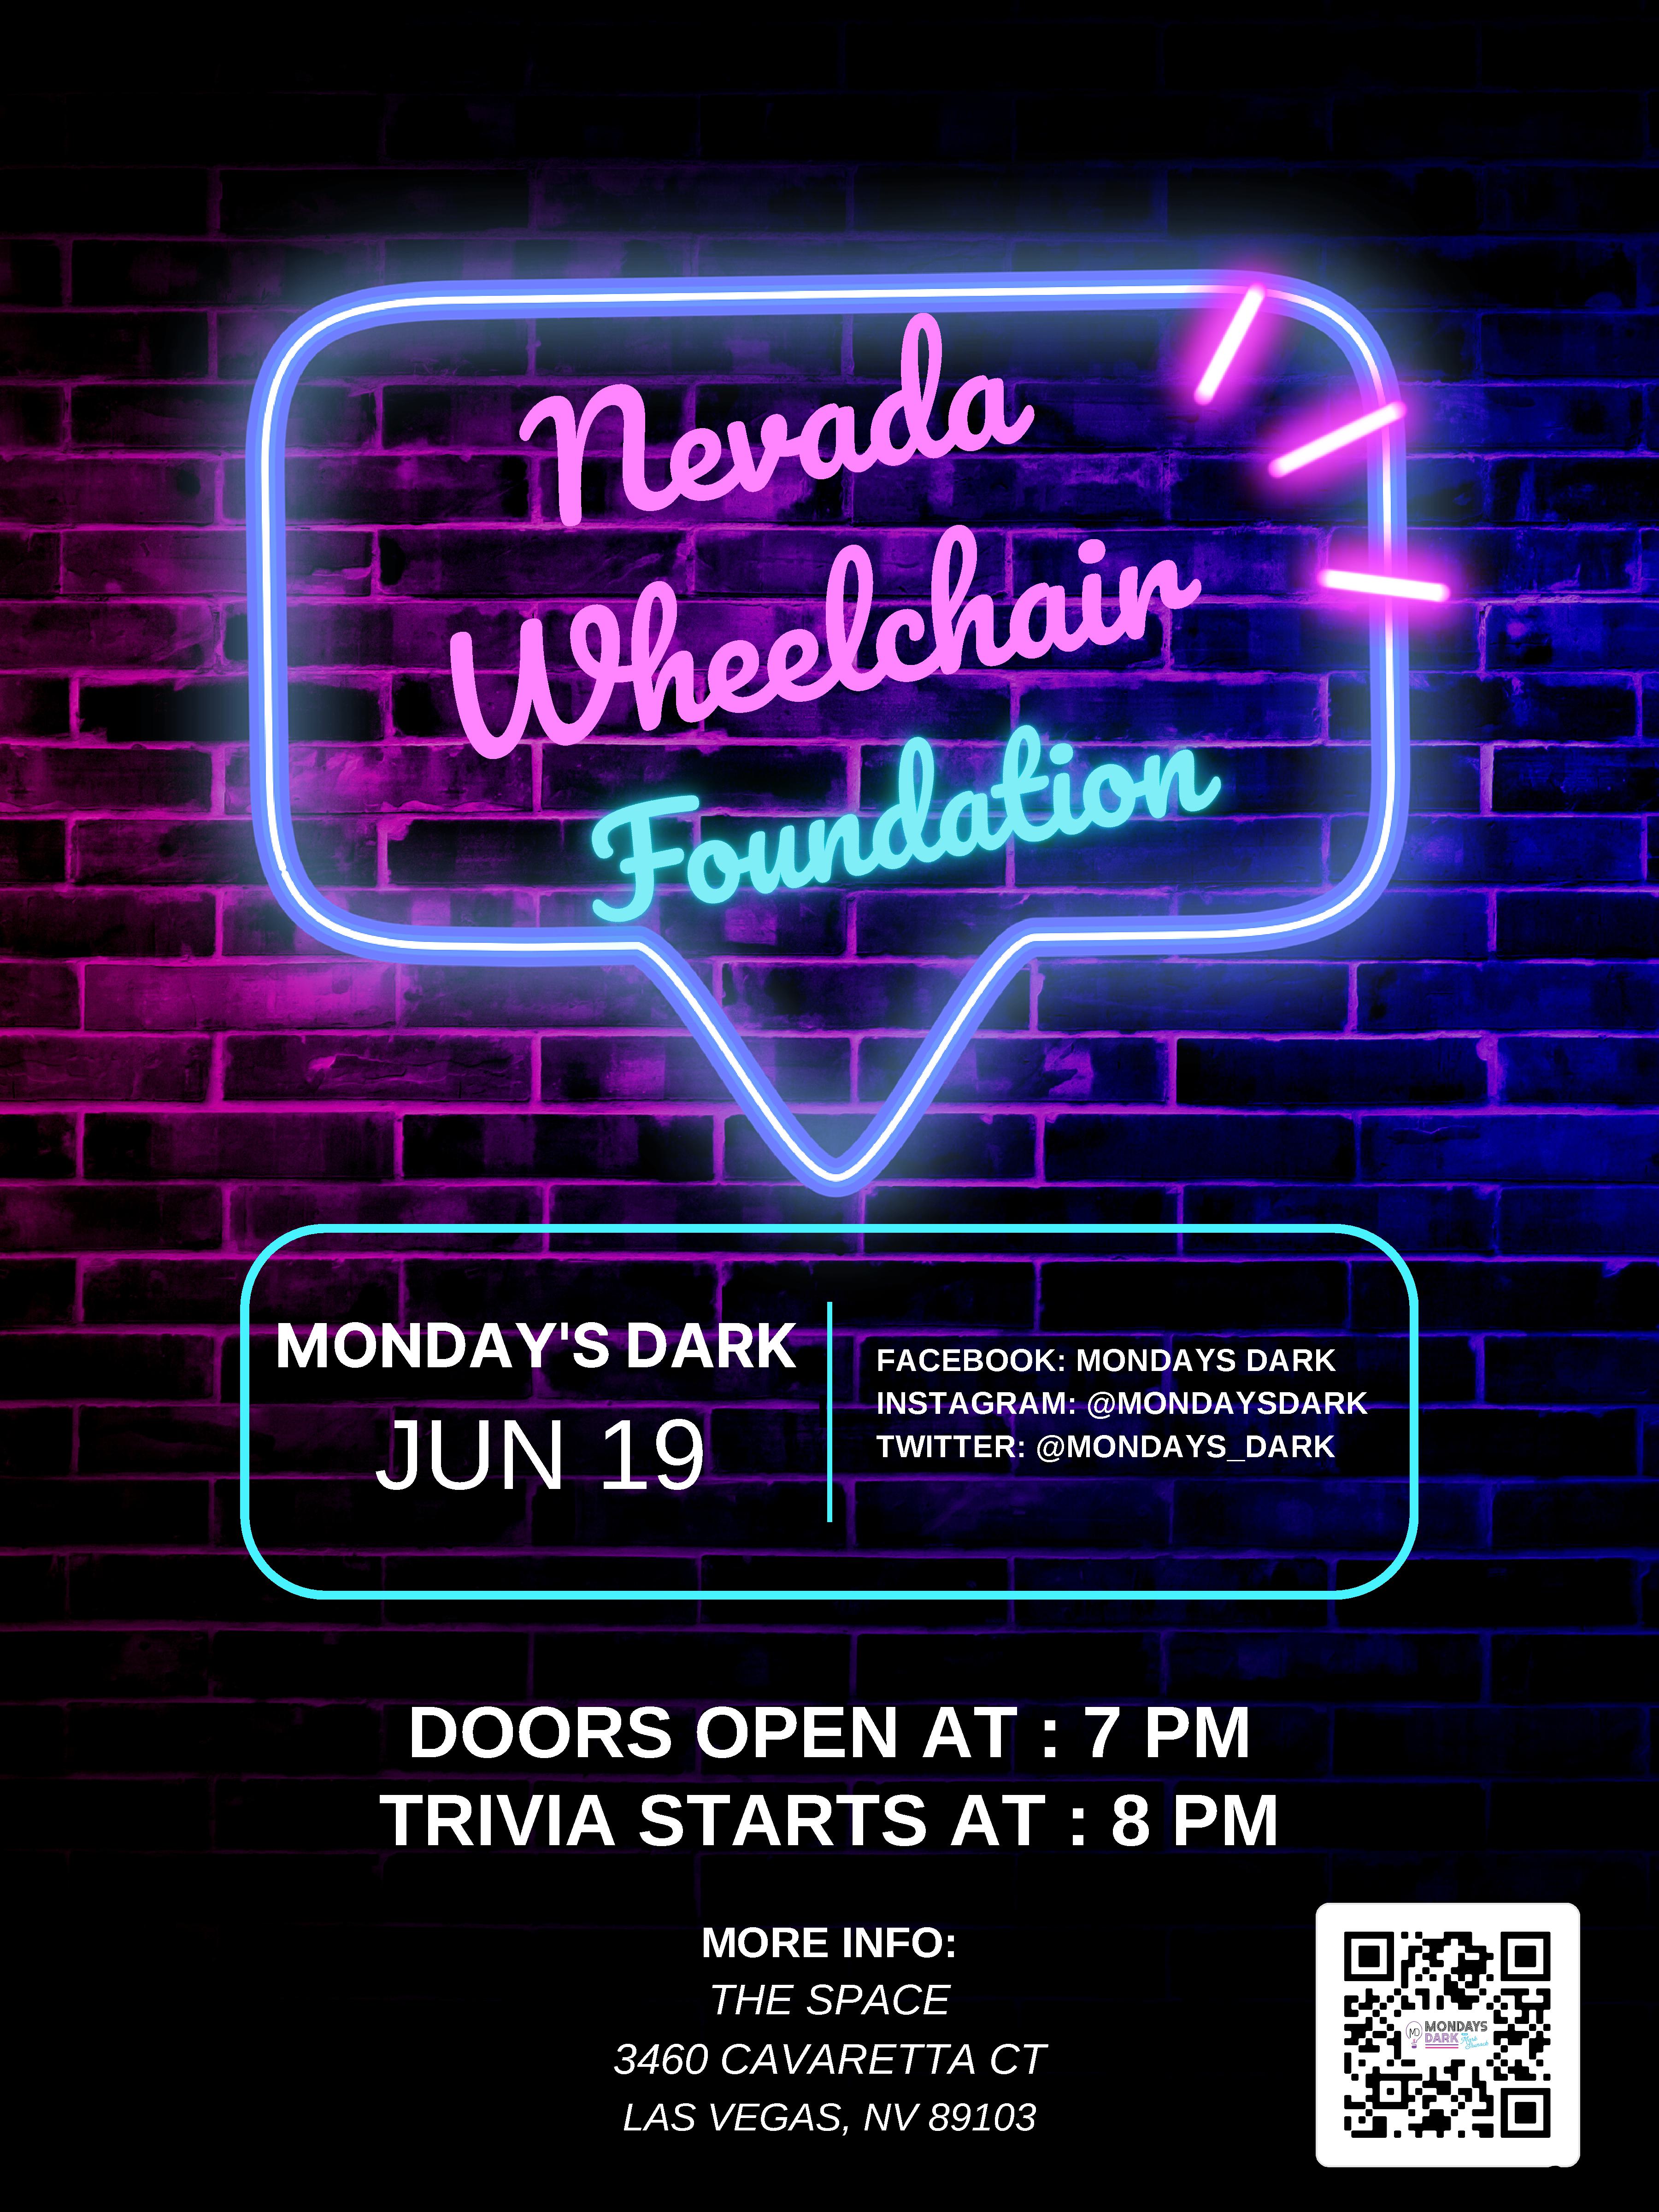 Nevada
Wheelchair
Foundation
MONDAY'S DARK
JUN 19
FACEBOOK: MONDAYS DARK
INSTAGRAM: @MONDAYSDARK
TWITTER: @MONDAYS_DARK
DOORS OPEN AT : 7 PM
TRIVIA STARTS AT : 8 PM
MORE INFO:
THE SPACE
3460 CAVARETTA CT
LAS VEGAS, NV 89103
MD
MONDAYS
DARK